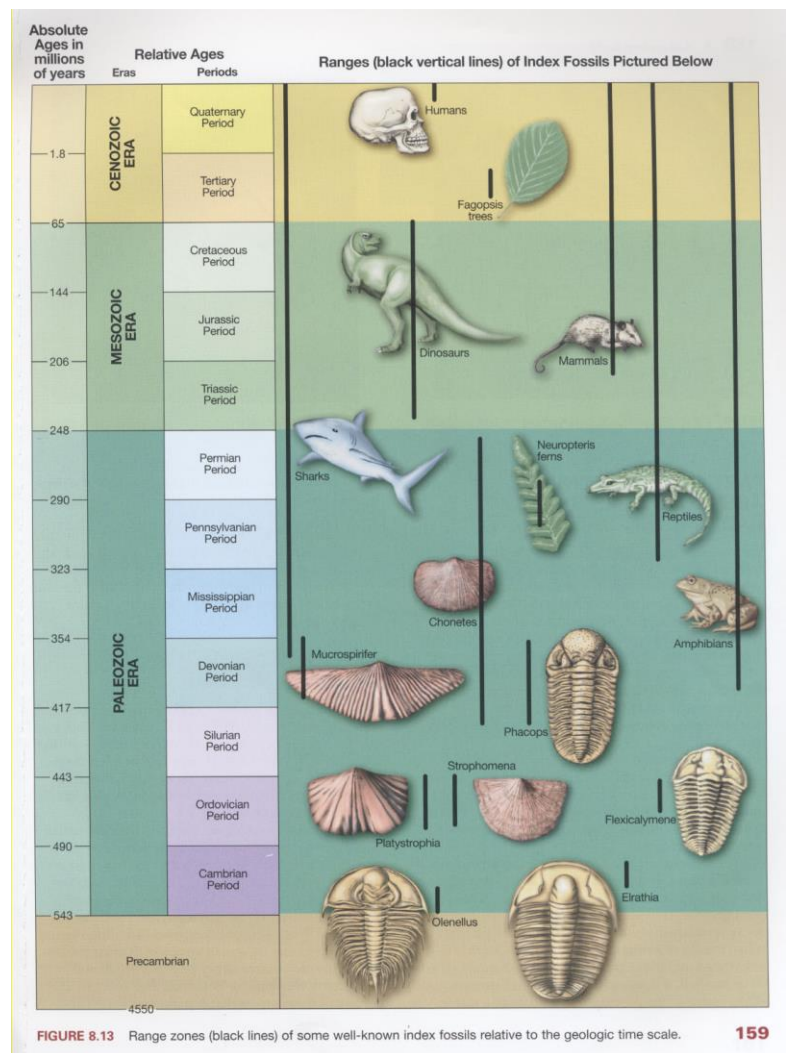 Absolute
Ages in
millions
of years
Relative Ages
Eras
Periods
Ranges (black vertical lines) of Index Fossils Pictured Below
CENOZOIC
ERA
Quaternary
Period
Humans
1.8
Tertiary
Period
Fagopsis
trees
65
MESOZOIC
ERA
Cretaceous
Period
144
Jurassic
Period
Dinosaurs
Mammals
206
Triassic
Period
248
PALEOZOIC
ERA
Permian
Period
Sharks
Neuropteris
ferns
290
Reptiles
Pennsylvanian
Period
323
Mississippian
Period
Chonetes
354
Amphibians
Mucrospirifer
Devonian
Period
417
Phacops
Silurian
Period
443
Strophomena
Ordovician
Period
Flexicalymene
Platystrophia
490
Cambrian
Period
Elrathia
543
Olenellus
Precambrian
4550
FIGURE 8.13 Range zones (black lines) of some well-known index fossils relative to the geologic time scale.
159